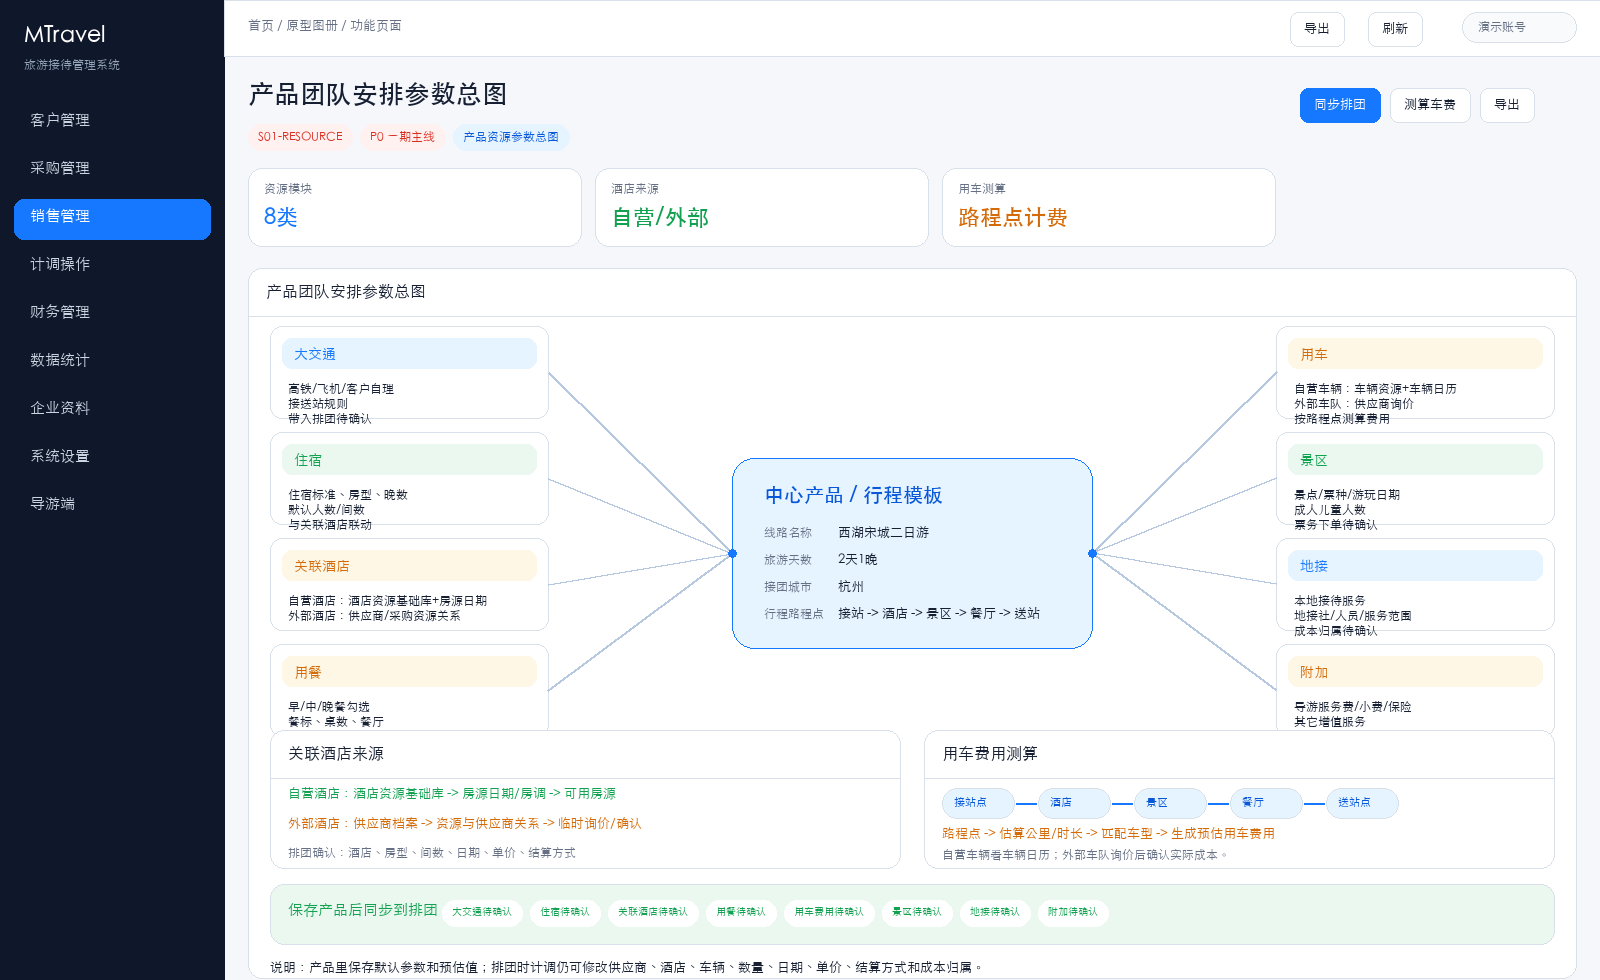 MTravel
旅游接待管理系统
客户管理
采购管理
销售管理
计调操作
财务管理
数据统计
企业资料
系统设置
导游端
首页 / 原型图册 / 功能页面
导出
刷新
演示账号
产品团队安排参数总图
同步排团
测算车费
导出
S01-RESOURCE
P0 一期主线
产品资源参数总图
资源模块
8类
酒店来源
自营/外部
用车测算
路程点计费
产品团队安排参数总图
大交通
高铁/飞机/客户自理
接送站规则
带入排团待确认
住宿
住宿标准、房型、晚数
默认人数/间数
与关联酒店联动
关联酒店
自营酒店：酒店资源基础库+房源日期
外部酒店：供应商/采购资源关系
用餐
早/中/晚餐勾选
餐标、桌数、餐厅
中心产品 / 行程模板
线路名称 西湖宋城二日游
旅游天数 2天1晚
接团城市 杭州
行程路程点 接站 -> 酒店 -> 景区 -> 餐厅 -> 送站
用车
自营车辆：车辆资源+车辆日历
外部车队：供应商询价
按路程点测算费用
景区
景点/票种/游玩日期
成人儿童人数
票务下单待确认
地接
本地接待服务
地接社/人员/服务范围
成本归属待确认
附加
导游服务费/小费/保险
其它增值服务
关联酒店来源
自营酒店：酒店资源基础库 -> 房源日期/房调 -> 可用房源
外部酒店：供应商档案 -> 资源与供应商关系 -> 临时询价/确认
排团确认：酒店、房型、间数、日期、单价、结算方式
用车费用测算
接站点
酒店
景区
餐厅
送站点
路程点 -> 估算公里/时长 -> 匹配车型 -> 生成预估用车费用
自营车辆看车辆日历；外部车队询价后确认实际成本。
保存产品后同步到排团
大交通待确认
住宿待确认
关联酒店待确认
用餐待确认
用车费用待确认
景区待确认
地接待确认
附加待确认
说明：产品里保存默认参数和预估值；排团时计调仍可修改供应商、酒店、车辆、数量、日期、单价、结算方式和成本归属。